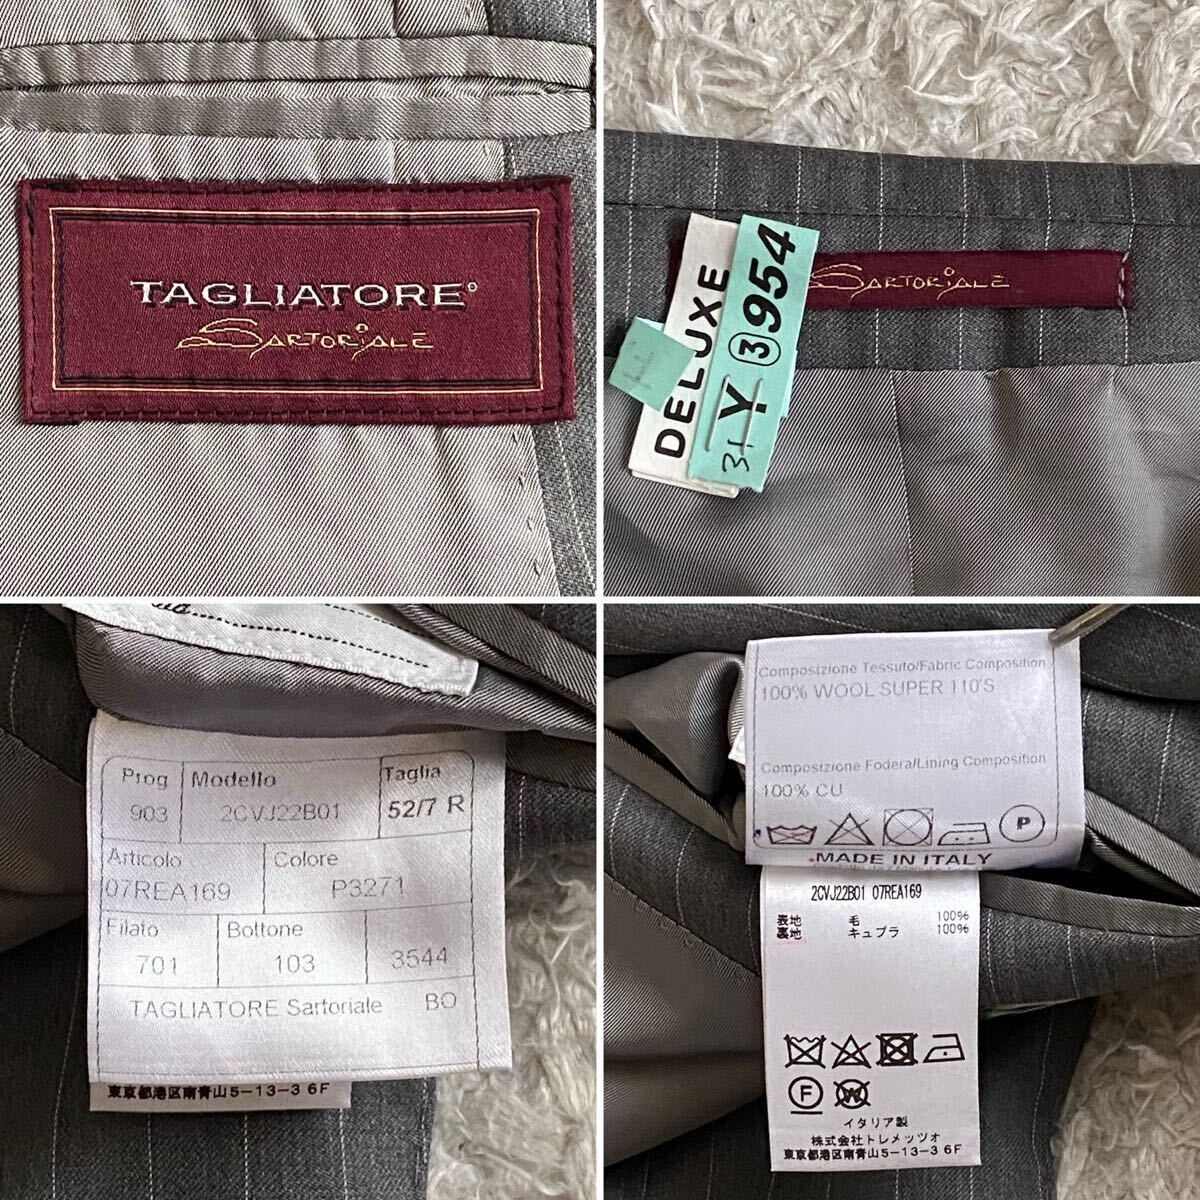 TAGLIATORE
SARTORIALE
DELUXE
Y③954
31
SARTORIALE
Prog
Modello
Taglia
903
2CVJ22B01
52/7 R
Articolo
Colore
07REA169
P3271
Filato
Bottone
701
103
3544
TAGLIATORE Sartoriale
BO
東京都港区南青山5-13-3 6F
Composizione Tessuto/Fabric Composition
100% WOOL SUPER 110'S
Composizione Fodera/Lining Composition
100% CU
P
MADE IN ITALY
2CVJ22B01 07REA169
表地 毛 100%
裏地 キュプラ 100%
F W
イタリア製
株式会社トレメッツオ
東京都港区南青山5-13-3 6F